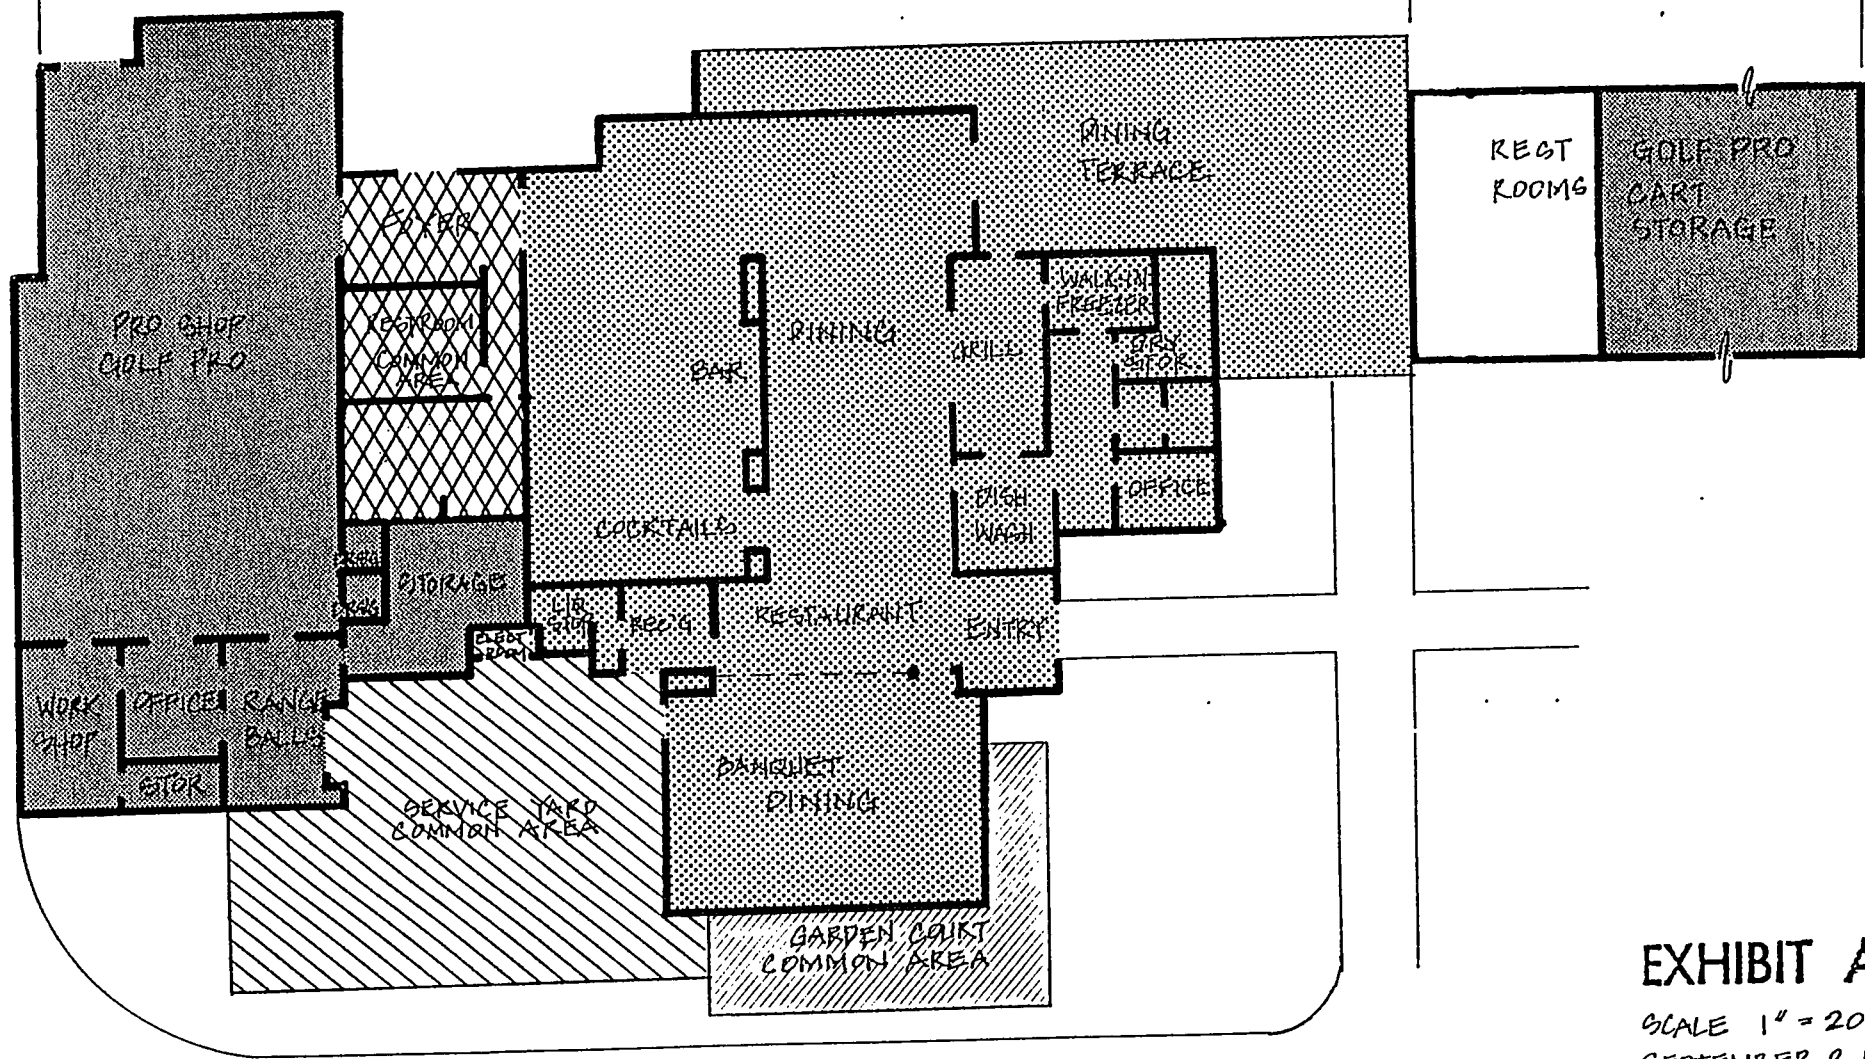 DINING
TERRACE
REST
ROOMS
GOLF PRO
CART
STORAGE
FOYER
WALK-IN
FREEZER
PRO SHOP
GOLF PRO
RESTROOM
COMMON
AREA
BAR
DINING
GRILL
DRY
STOR
DISH
WASH
OFFICE
COCKTAILS
STORAGE
LIQ
STOR
REC'G
RESTAURANT
ENTRY
ELECT
ROOM
WORK
SHOP
OFFICE
RANGE
BALLS
STOR
SERVICE YARD
COMMON AREA
BANQUET
DINING
GARDEN COURT
COMMON AREA
EXHIBIT A
SCALE 1" = 20